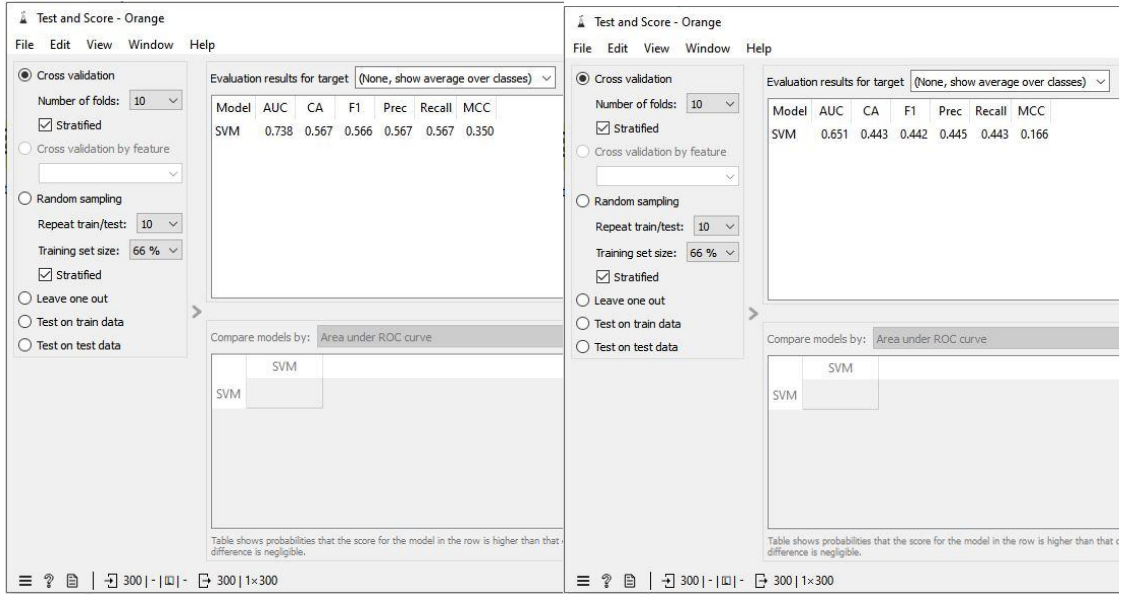 Test and Score - Orange
File Edit View Window Help
Cross validation
Number of folds: 10
Stratified
Cross validation by feature
Random sampling
Repeat train/test: 10
Training set size: 66 %
Stratified
Leave one out
Test on train data
Test on test data
Evaluation results for target (None, show average over classes)
Model AUC CA F1 Prec Recall MCC
SVM 0.738 0.567 0.566 0.567 0.567 0.350
>
Compare models by: Area under ROC curve
SVM
SVM
Table shows probabilities that the score for the model in the row is higher than that
difference is negligible.
? 300 | - | - 300 | 1×300
Test and Score - Orange
File Edit View Window Help
Cross validation
Number of folds: 10
Stratified
Cross validation by feature
Random sampling
Repeat train/test: 10
Training set size: 66 %
Stratified
Leave one out
Test on train data
Test on test data
Evaluation results for target (None, show average over classes)
Model AUC CA F1 Prec Recall MCC
SVM 0.651 0.443 0.442 0.445 0.443 0.166
>
Compare models by: Area under ROC curve
SVM
SVM
Table shows probabilities that the score for the model in the row is higher than that
difference is negligible.
? 300 | - | - 300 | 1×300